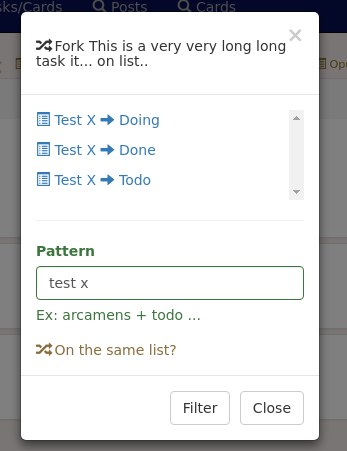 sks/Cards Posts Cards
Fork This is a very very long long
task it... on list..
×
Ope
Test X ➡ Doing
Test X ➡ Done
Test X ➡ Todo
Pattern
test x
Ex: arcamens + todo ...
On the same list?
Filter Close